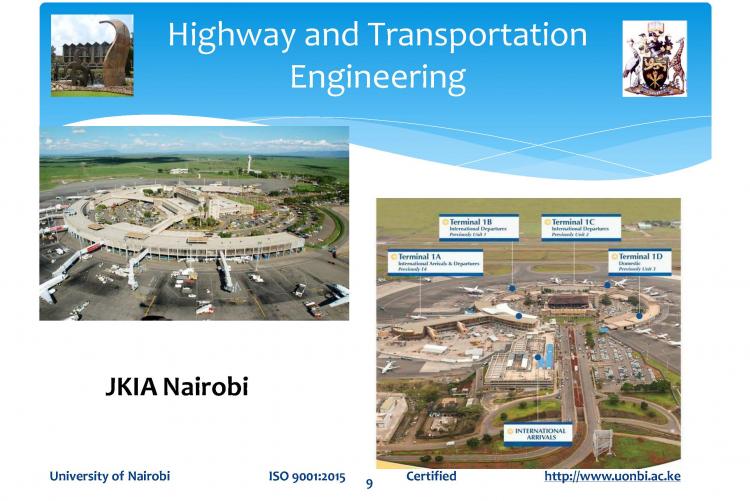 Highway and Transportation
Engineering
Terminal 1B
International Departures
Previously Unit 1
Terminal 1C
International Departures
Previously Unit 2
Terminal 1A
International Arrivals & Departures
Previously 14
Terminal 1D
Domestic
Previously Unit 3
INTERNATIONAL
ARRIVALS
JKIA Nairobi
University of Nairobi ISO 9001:2015 9 Certified http://www.uonbi.ac.ke